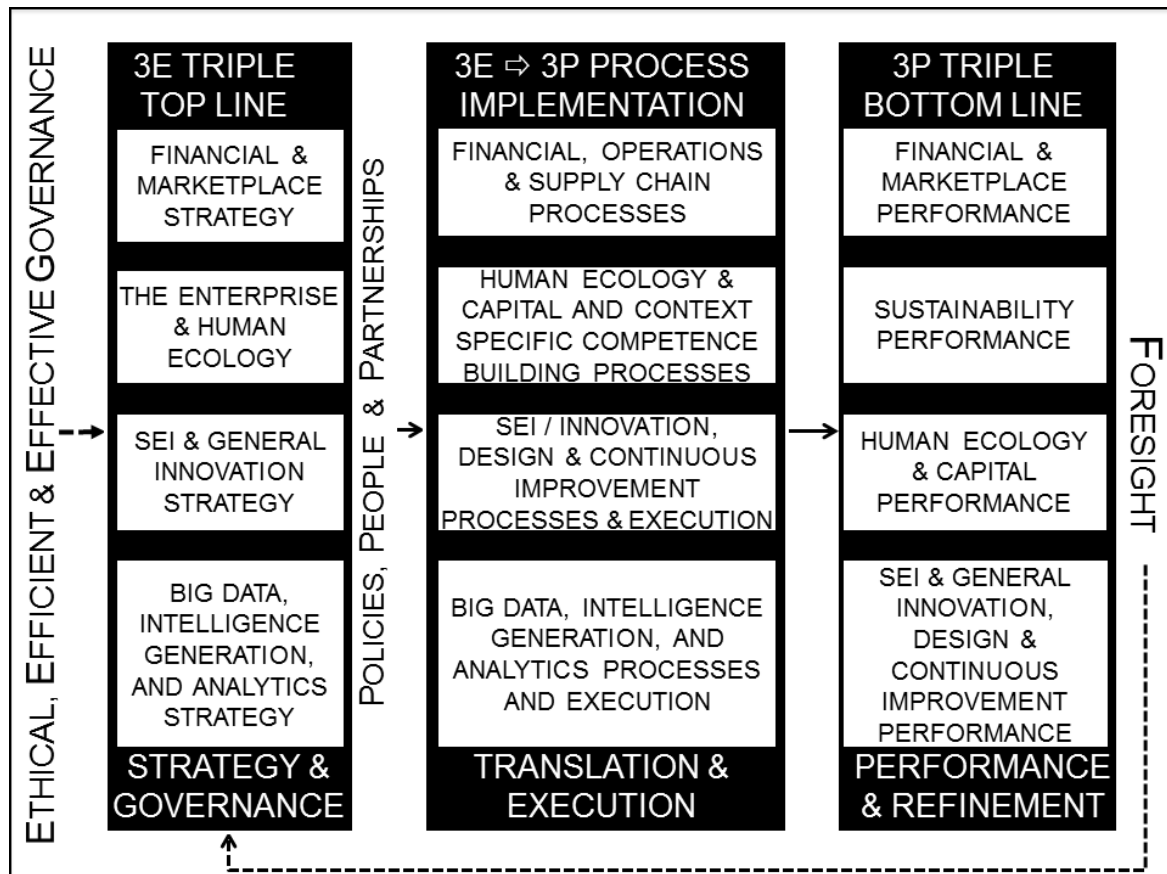 ETHICAL, EFFICIENT & EFFECTIVE GOVERNANCE
3E TRIPLE
TOP LINE
FINANCIAL &
MARKETPLACE
STRATEGY
THE ENTERPRISE
& HUMAN
ECOLOGY
SEI & GENERAL
INNOVATION
STRATEGY
BIG DATA,
INTELLIGENCE
GENERATION,
AND ANALYTICS
STRATEGY
STRATEGY &
GOVERNANCE
POLICIES, PEOPLE & PARTNERSHIPS
3E ⇨ 3P PROCESS
IMPLEMENTATION
FINANCIAL, OPERATIONS
& SUPPLY CHAIN
PROCESSES
HUMAN ECOLOGY &
CAPITAL AND CONTEXT
SPECIFIC COMPETENCE
BUILDING PROCESSES
SEI / INNOVATION,
DESIGN & CONTINUOUS
IMPROVEMENT
PROCESSES & EXECUTION
BIG DATA, INTELLIGENCE
GENERATION, AND
ANALYTICS PROCESSES
AND EXECUTION
TRANSLATION &
EXECUTION
3P TRIPLE
BOTTOM LINE
FINANCIAL &
MARKETPLACE
PERFORMANCE
SUSTAINABILITY
PERFORMANCE
HUMAN ECOLOGY
& CAPITAL
PERFORMANCE
SEI & GENERAL
INNOVATION,
DESIGN &
CONTINUOUS
IMPROVEMENT
PERFORMANCE
PERFORMANCE
& REFINEMENT
FORESIGHT